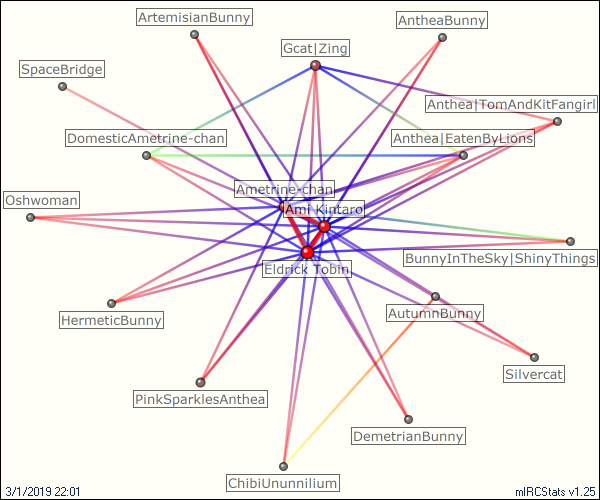 ArtemisianBunny
AntheaBunny
Gcat|Zing
SpaceBridge
Anthea|TomAndKitFangirl
DomesticAmetrine-chan
Anthea|EatenByLions
Ametrine-chan
Oshwoman
Ami Kintaro
BunnyInTheSky|ShinyThings
Eldrick Tobin
HermeticBunny
AutumnBunny
Silvercat
PinkSparklesAnthea
DemetrianBunny
ChibiUnunnilium
3/1/2019 22:01
mIRCStats v1.25